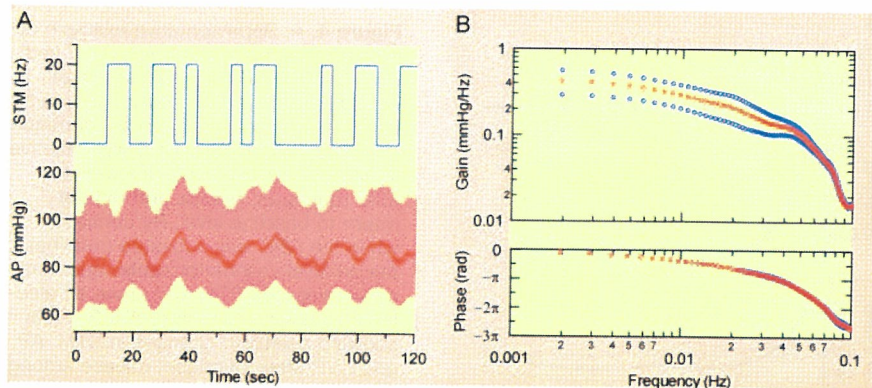 A
STM (Hz)
20
10
0
AP (mmHg)
120
100
80
60
0 20 40 60 80 100 120
Time (sec)
B
Gain (mmHg/Hz)
1
4
2
0.1
4
2
0.01
Phase (rad)
0
-π
-2π
-3π
0.001 2 3 4 5 6 7 0.01 2 3 4 5 6 7 0.1
Frequency (Hz)